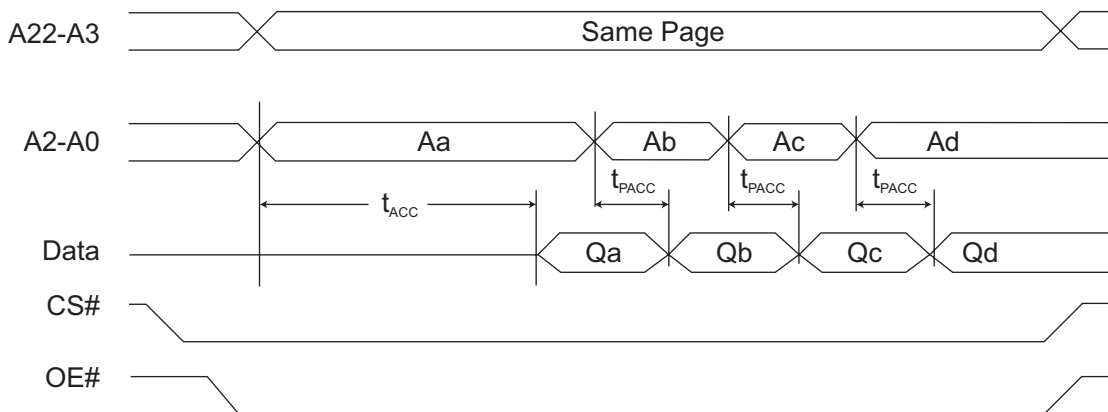 A22-A3 Same Page
A2-A0 Aa Ab Ac Ad
tACC tPACC tPACC tPACC
Data Qa Qb Qc Qd
CS#
OE#